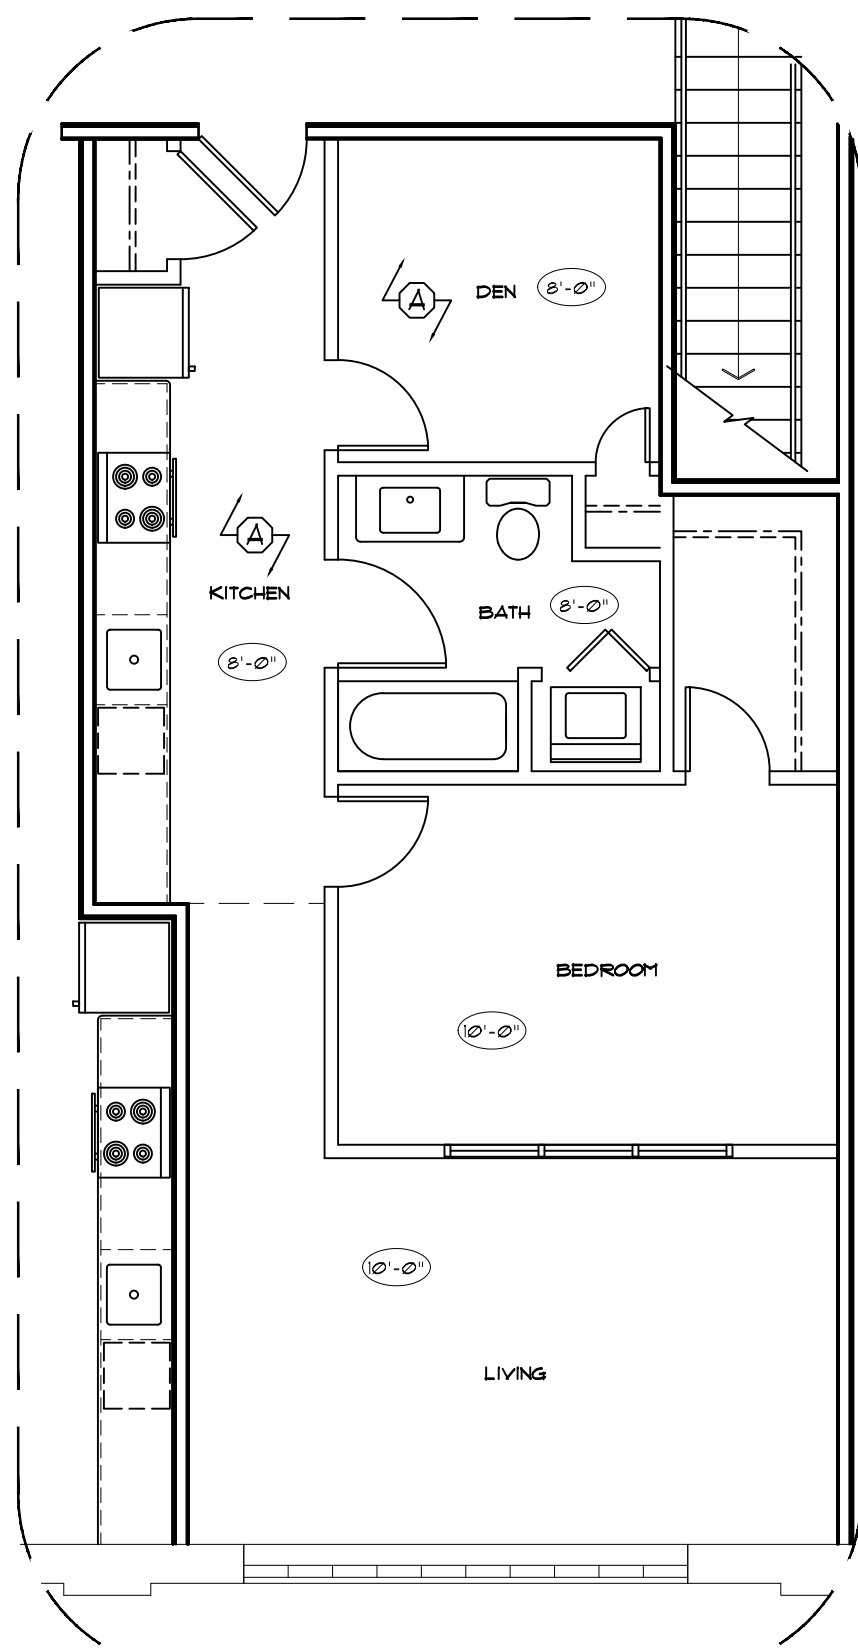 DEN
8'-0"
A
A
KITCHEN
8'-0"
BATH
8'-0"
BEDROOM
10'-0"
10'-0"
LIVING